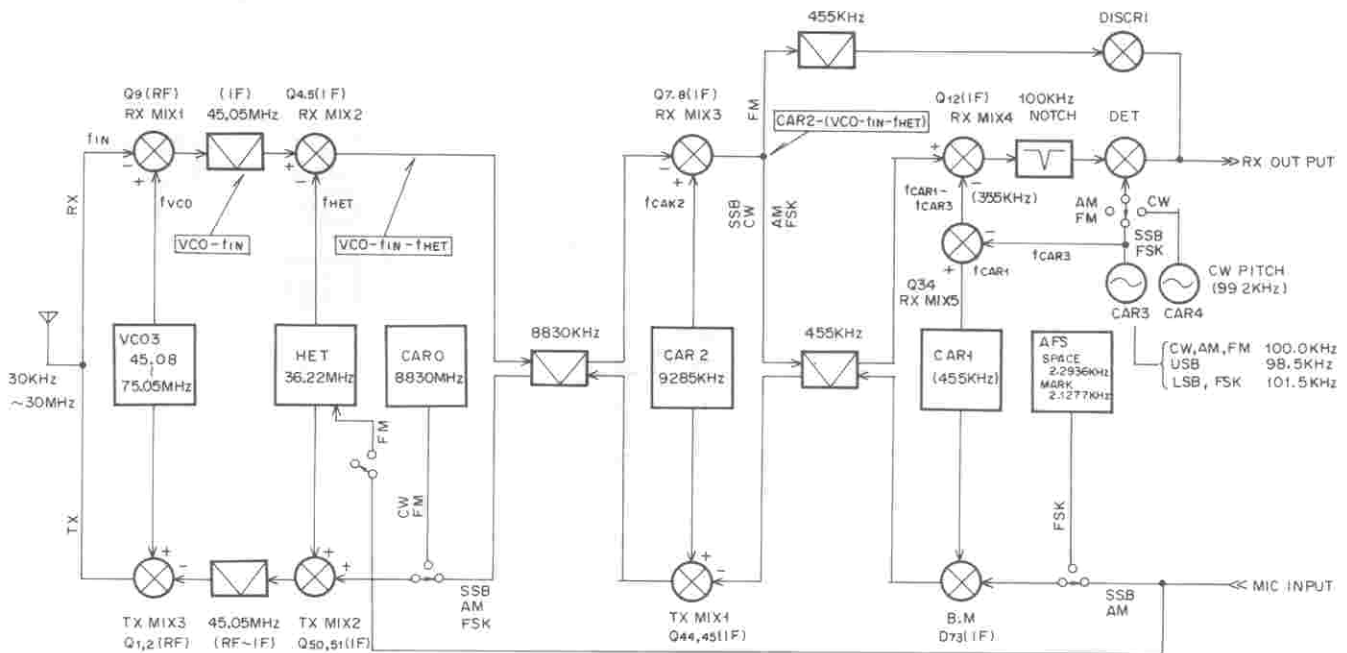 455KHz
DISCRI
Q9(RF)
RX MIX1
(IF)
45.05MHz
Q4.5(IF)
RX MIX2
Q7.8(IF)
RX MIX3
FM
CAR2-(VCO-fIN-fHET)
Q12(IF)
RX MIX4
100KHz
NOTCH
DET
fIN
RX OUT PUT
RX
fVCO
fHET
fCAK2
SSB
CW
AM
FSK
fCAR1-
fCAR3
(355KHz)
AM
FM
CW
SSB
FSK
VCO-fIN
VCO-fIN-fHET
fCAR1
fCAR3
Q34
RX MIX5
CAR3
CAR4
CW PITCH
(99.2KHz)
30KHz
~30MHz
VCO3
45.08
~
75.05MHz
HET
36.22MHz
CAR0
8830MHz
8830KHz
CAR 2
9285KHz
455KHz
CAR1
(455KHz)
AFS
SPACE
2.2936KHz
MARK
2.1277KHz
CW, AM, FM 100.0KHz
USB 98.5KHz
LSB, FSK 101.5KHz
FM
TX
CW
FM
FSK
SSB
AM
FSK
SSB
AM
MIC INPUT
TX MIX3
Q1,2(RF)
45.05MHz
(RF~IF)
TX MIX2
Q50,51(IF)
TX MIX1
Q44,45(IF)
B.M
D73(IF)